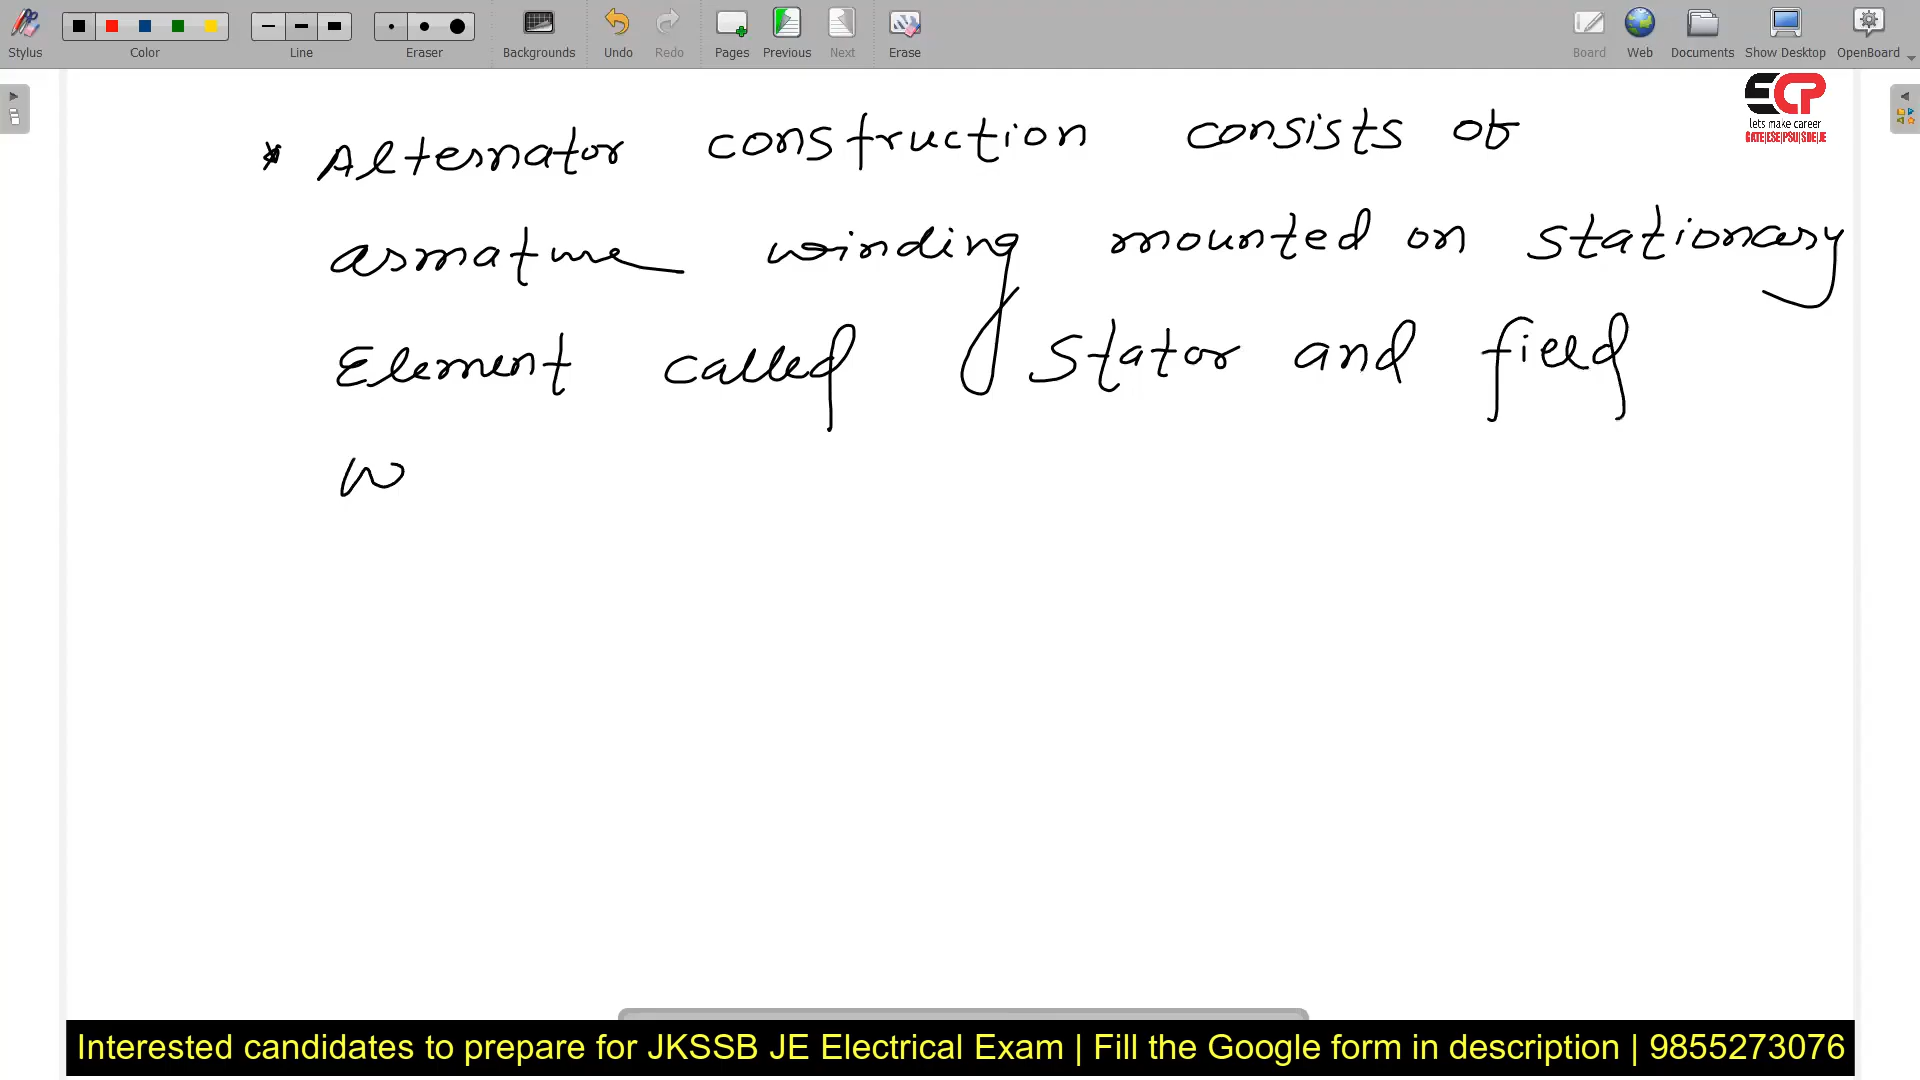 Stylus Color Line Eraser Backgrounds Undo Redo Pages Previous Next Erase Board Web Documents Show Desktop OpenBoard
ECP
lets make career
GATE|ESE|PSU|SDE|JE
* Alternator construction consists of
armature winding mounted on stationary
Element called Stator and field
w
Interested candidates to prepare for JKSSB JE Electrical Exam | Fill the Google form in description | 9855273076